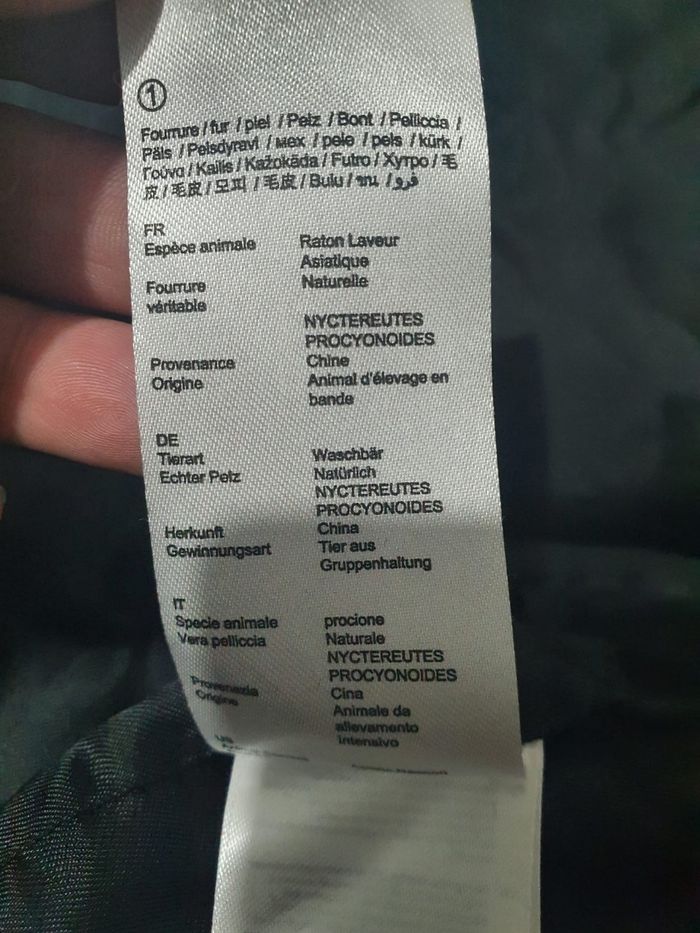 ①
Fourrure / fur / piel / Pelz / Bont / Pelliccia /
Päls / Pelsdyravl / мех / pele / pels / kürk /
Γούνα / Kailis / Kažokāda / Futro / Хутро / 毛
皮 / 毛皮 / 모피 / 毛皮 / Bulu / ขน / فرو
FR
Espèce animale Raton Laveur
Asiatique
Fourrure Naturelle
véritable
NYCTEREUTES
PROCYONOIDES
Provenance Chine
Origine Animal d'élevage en
bande
DE
Tierart Waschbär
Echter Pelz Natürlich
NYCTEREUTES
PROCYONOIDES
Herkunft China
Gewinnungsart Tier aus
Gruppenhaltung
IT
Specie animale procione
Vera pelliccia Naturale
NYCTEREUTES
PROCYONOIDES
Provenazia Cina
Origine Animale da
allevamento
intensivo
US